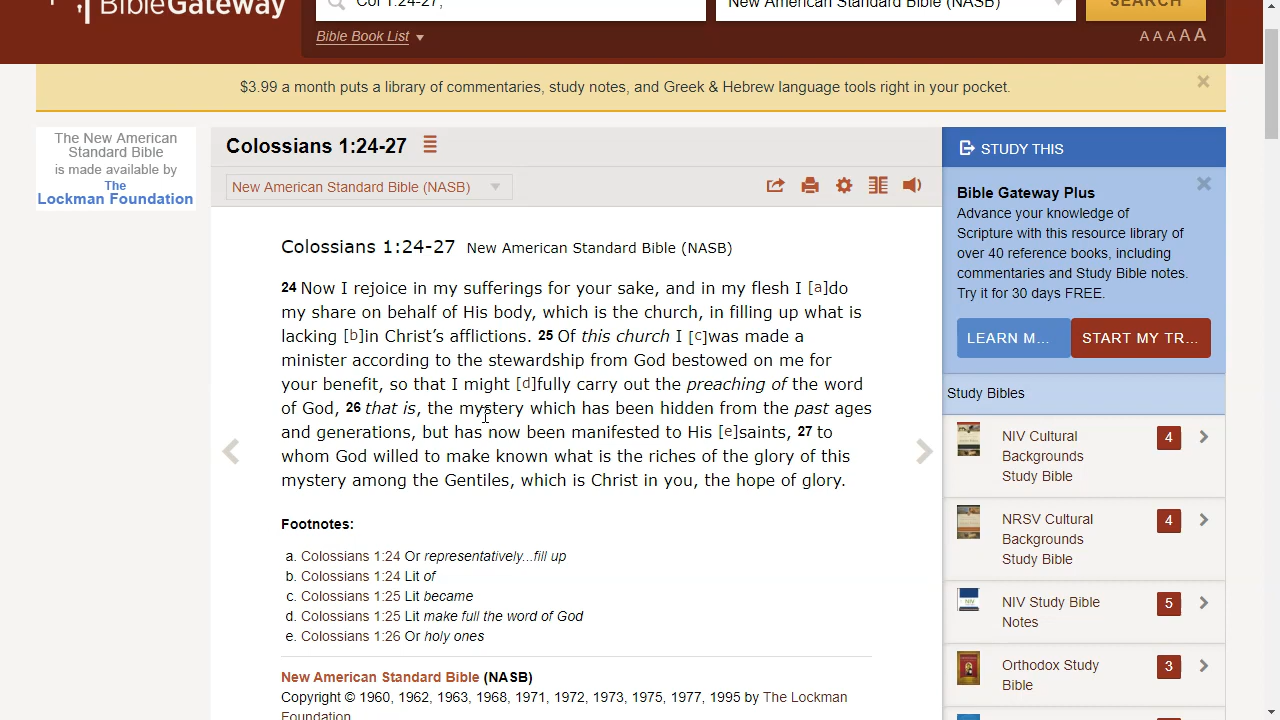 BibleGateway
Cor 1:24-27;
New American Standard Bible (NASB)
SEARCH
Bible Book List
A A A A A
$3.99 a month puts a library of commentaries, study notes, and Greek & Hebrew language tools right in your pocket.
×
The New American
Standard Bible
is made available by
The
Lockman Foundation
Colossians 1:24-27
New American Standard Bible (NASB)
Colossians 1:24-27 New American Standard Bible (NASB)
24 Now I rejoice in my sufferings for your sake, and in my flesh I [a]do
my share on behalf of His body, which is the church, in filling up what is
lacking [b]in Christ's afflictions. 25 Of this church I [c]was made a
minister according to the stewardship from God bestowed on me for
your benefit, so that I might [d]fully carry out the preaching of the word
of God, 26 that is, the mystery which has been hidden from the past ages
and generations, but has now been manifested to His [e]saints, 27 to
whom God willed to make known what is the riches of the glory of this
mystery among the Gentiles, which is Christ in you, the hope of glory.
Footnotes:
a. Colossians 1:24 Or representatively...fill up
b. Colossians 1:24 Lit of
c. Colossians 1:25 Lit became
d. Colossians 1:25 Lit make full the word of God
e. Colossians 1:26 Or holy ones
New American Standard Bible (NASB)
Copyright © 1960, 1962, 1963, 1968, 1971, 1972, 1973, 1975, 1977, 1995 by The Lockman
Foundation
STUDY THIS
Bible Gateway Plus
×
Advance your knowledge of
Scripture with this resource library of
over 40 reference books, including
commentaries and Study Bible notes.
Try it for 30 days FREE.
LEARN M...
START MY TR...
Study Bibles
NIV Cultural
Backgrounds
Study Bible
4
NRSV Cultural
Backgrounds
Study Bible
4
NIV Study Bible
Notes
5
Orthodox Study
Bible
3